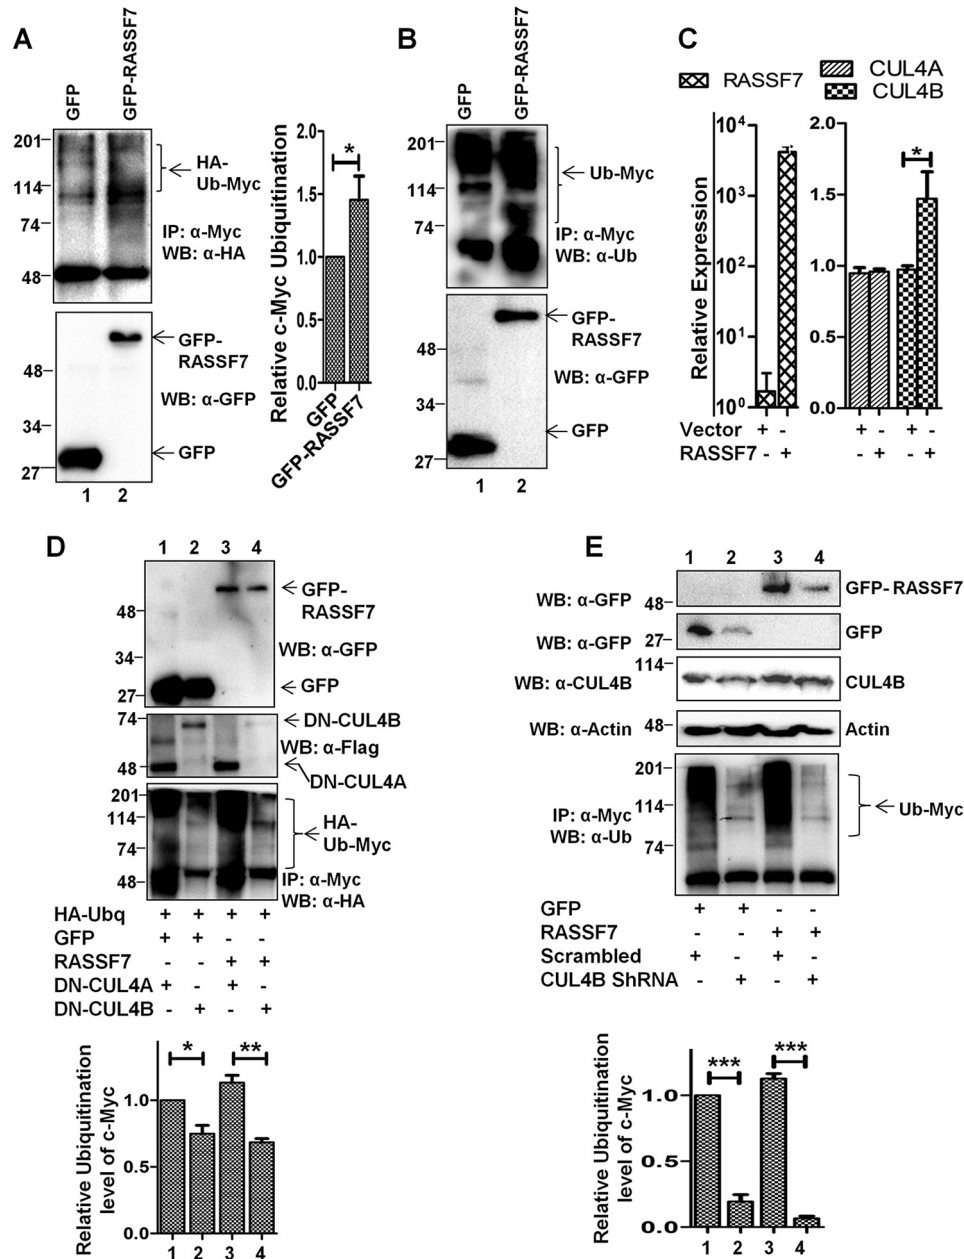 A
GFP
GFP-RASSF7
201
114
74
48
HA-
Ub-Myc
IP: α-Myc
WB: α-HA
48
34
27
GFP-
RASSF7
WB: α-GFP
GFP
1 2
Relative c-Myc Ubiquitination
2.0
1.5
1.0
0.5
0.0
*
GFP
GFP-RASSF7
B
GFP
GFP-RASSF7
201
114
74
Ub-Myc
IP: α-Myc
WB: α-Ub
48
34
27
GFP-
RASSF7
WB: α-GFP
GFP
1 2
C
RASSF7
CUL4A
CUL4B
Relative Expression
10⁴
10³
10²
10¹
10⁰
2.0
1.5
1.0
0.5
0.0
*
Vector + - + - + -
RASSF7 - + - + - +
D
1 2 3 4
48
34
27
GFP-
RASSF7
WB: α-GFP
GFP
74
48
DN-CUL4B
WB: α-Flag
DN-CUL4A
201
114
74
48
HA-
Ub-Myc
IP: α-Myc
WB: α-HA
HA-Ubq + + + +
GFP + + - -
RASSF7 - - + +
DN-CUL4A + - + -
DN-CUL4B - + - +
Relative Ubiquitination
level of c-Myc
1.0
0.5
0.0
* **
1 2 3 4
E
1 2 3 4
WB: α-GFP 48 GFP-RASSF7
WB: α-GFP 27 GFP
114
WB: α-CUL4B CUL4B
WB: α-Actin 48 Actin
201
114
74
IP: α-Myc
WB: α-Ub
Ub-Myc
GFP + + - -
RASSF7 - - + +
Scrambled + - + -
CUL4B ShRNA - + - +
Relative Ubiquitination
level of c-Myc
1.0
0.5
0.0
*** ***
1 2 3 4